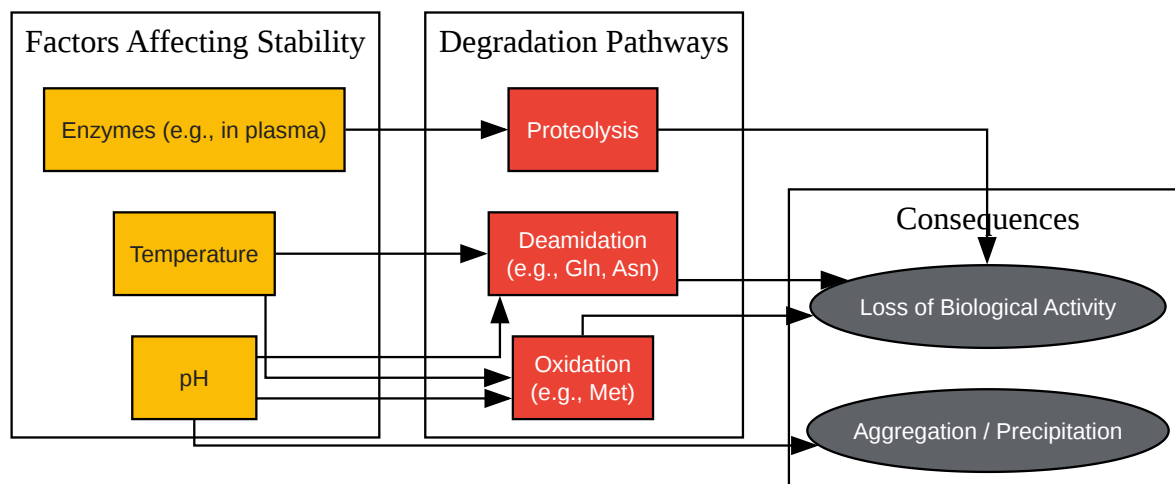 Factors Affecting Stability
Enzymes (e.g., in plasma)
Temperature
pH
Degradation Pathways
Proteolysis
Deamidation
(e.g., Gln, Asn)
Oxidation
(e.g., Met)
Consequences
Loss of Biological Activity
Aggregation / Precipitation